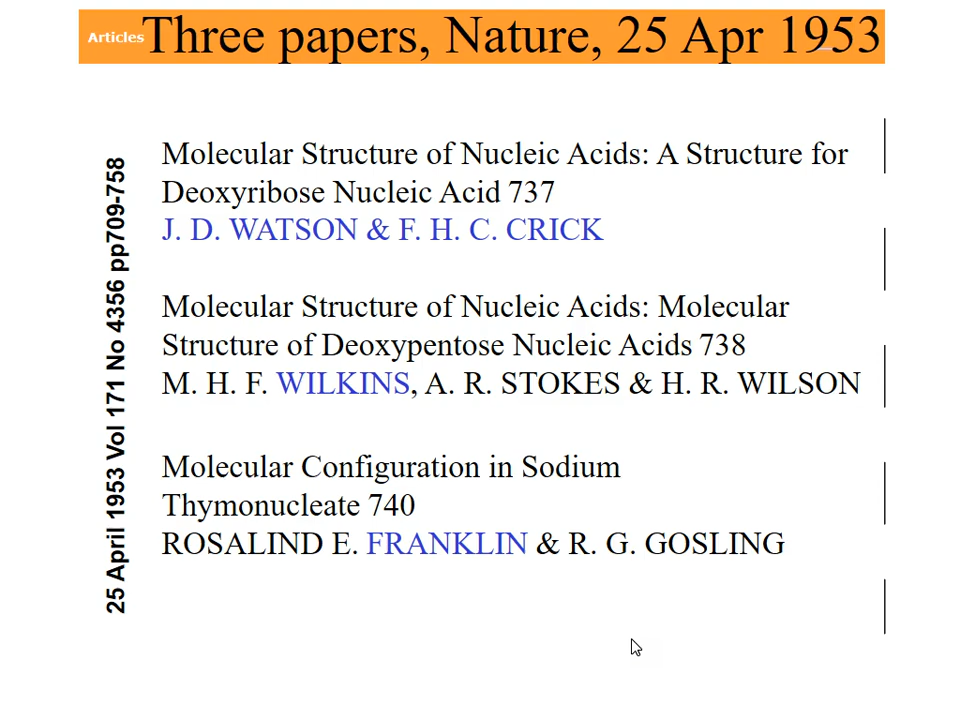 Articles Three papers, Nature, 25 Apr 1953
25 April 1953 Vol 171 No 4356 pp709-758
Molecular Structure of Nucleic Acids: A Structure for
Deoxyribose Nucleic Acid 737
J. D. WATSON & F. H. C. CRICK
Molecular Structure of Nucleic Acids: Molecular
Structure of Deoxypentose Nucleic Acids 738
M. H. F. WILKINS, A. R. STOKES & H. R. WILSON
Molecular Configuration in Sodium
Thymonucleate 740
ROSALIND E. FRANKLIN & R. G. GOSLING